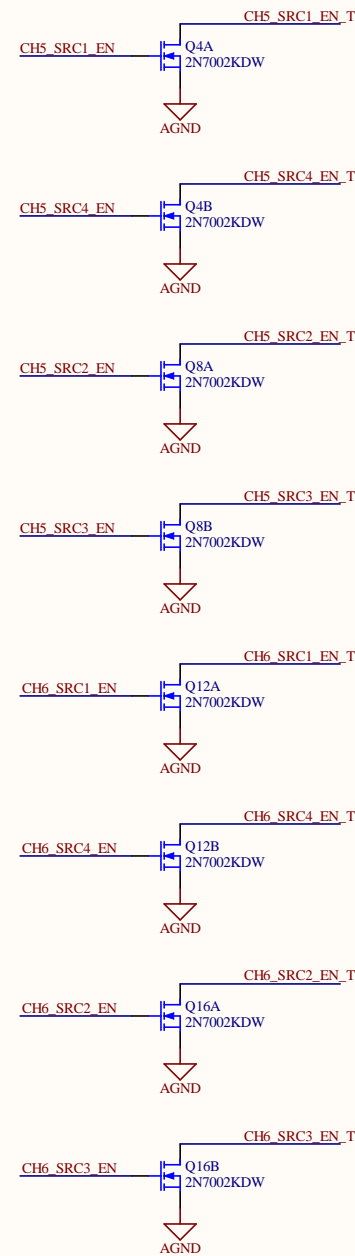 CH5_SRC1_EN_T
CH5_SRC1_EN
Q4A
2N7002KDW
AGND
CH5_SRC4_EN_T
CH5_SRC4_EN
Q4B
2N7002KDW
AGND
CH5_SRC2_EN_T
CH5_SRC2_EN
Q8A
2N7002KDW
AGND
CH5_SRC3_EN_T
CH5_SRC3_EN
Q8B
2N7002KDW
AGND
CH6_SRC1_EN_T
CH6_SRC1_EN
Q12A
2N7002KDW
AGND
CH6_SRC4_EN_T
CH6_SRC4_EN
Q12B
2N7002KDW
AGND
CH6_SRC2_EN_T
CH6_SRC2_EN
Q16A
2N7002KDW
AGND
CH6_SRC3_EN_T
CH6_SRC3_EN
Q16B
2N7002KDW
AGND